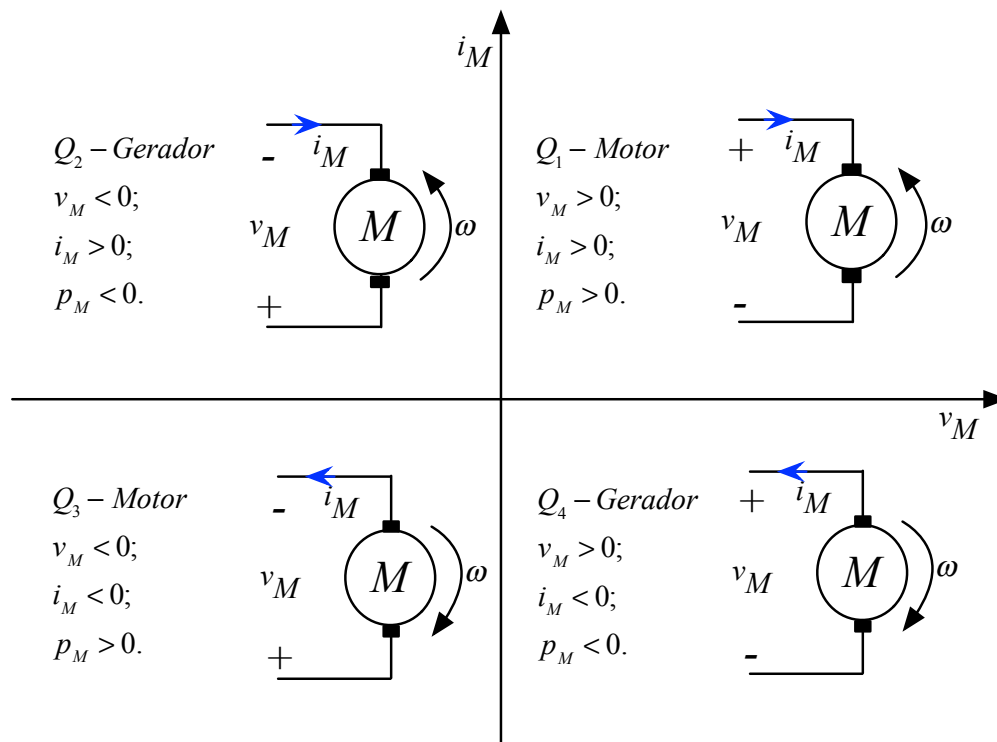 i_M
Q_2 – Gerador
v_M < 0;
i_M > 0;
p_M < 0.
-
i_M
v_M
M
ω
+
Q_1 – Motor
v_M > 0;
i_M > 0;
p_M > 0.
+
i_M
v_M
M
ω
-
v_M
Q_3 – Motor
v_M < 0;
i_M < 0;
p_M > 0.
-
i_M
v_M
M
ω
+
Q_4 – Gerador
v_M > 0;
i_M < 0;
p_M < 0.
+
i_M
v_M
M
ω
-